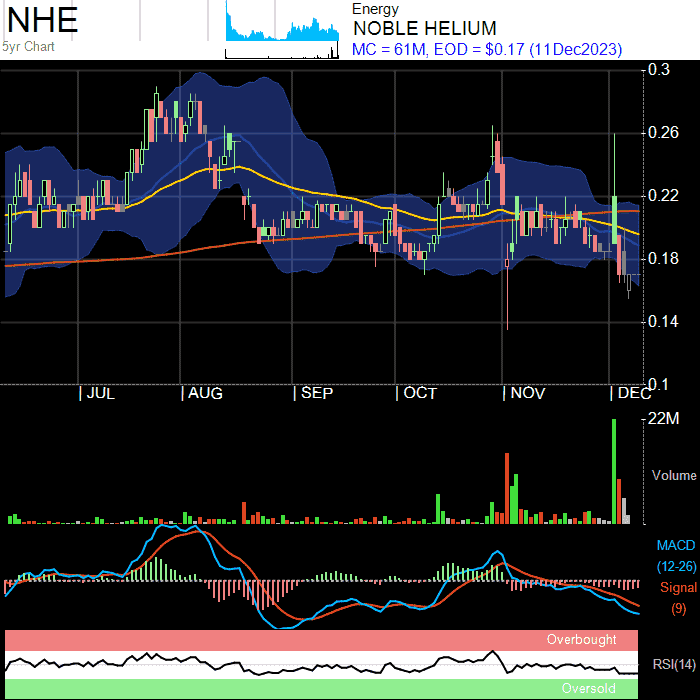 NHE
5yr Chart
Energy
NOBLE HELIUM
MC = 61M, EOD = $0.17 (11Dec2023)
0.3
0.26
0.22
0.18
0.14
0.1
JUL AUG SEP OCT NOV DEC
22M
Volume
MACD
(12-26)
Signal
(9)
Overbought
RSI(14)
Oversold